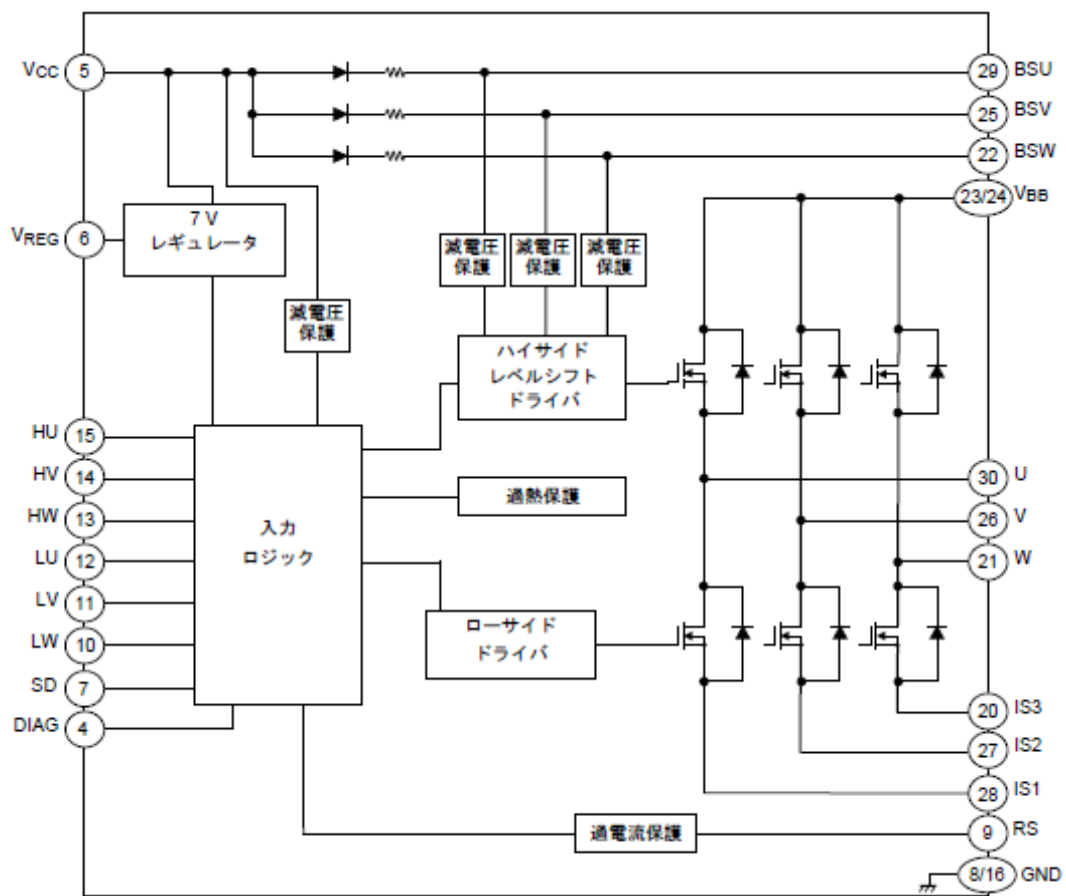 VCC 5
29 BSU
25 BSV
22 BSW
23/24 VBB
VREG 6
7 V
レギュレータ
減電圧
保護
減電圧
保護
減電圧
保護
減電圧
保護
ハイサイド
レベルシフト
ドライバ
HU 15
HV 14
HW 13
LU 12
LV 11
LW 10
SD 7
DIAG 4
入力
ロジック
過熱保護
ローサイド
ドライバ
30 U
26 V
21 W
20 IS3
27 IS2
28 IS1
過電流保護
9 RS
8/16 GND